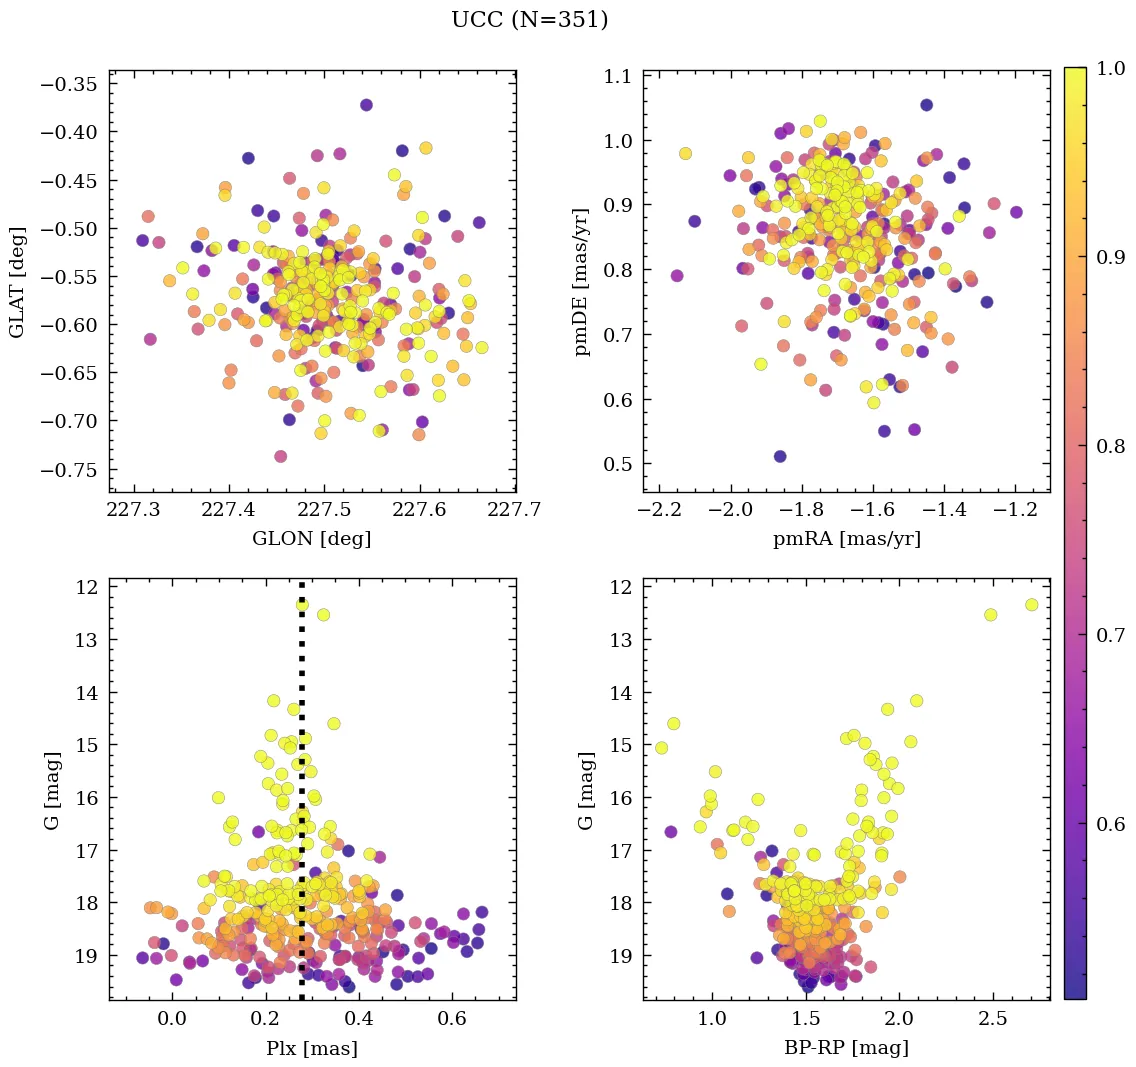 UCC (N=351)
−0.35
−0.40
−0.45
−0.50
−0.55
−0.60
−0.65
−0.70
−0.75
GLAT [deg]
227.3 227.4 227.5 227.6 227.7
GLON [deg]
1.1
1.0
0.9
0.8
0.7
0.6
0.5
pmDE [mas/yr]
−2.2 −2.0 −1.8 −1.6 −1.4 −1.2
pmRA [mas/yr]
12
13
14
15
16
17
18
19
G [mag]
0.0 0.2 0.4 0.6
Plx [mas]
12
13
14
15
16
17
18
19
G [mag]
1.0 1.5 2.0 2.5
BP-RP [mag]
1.0
0.9
0.8
0.7
0.6